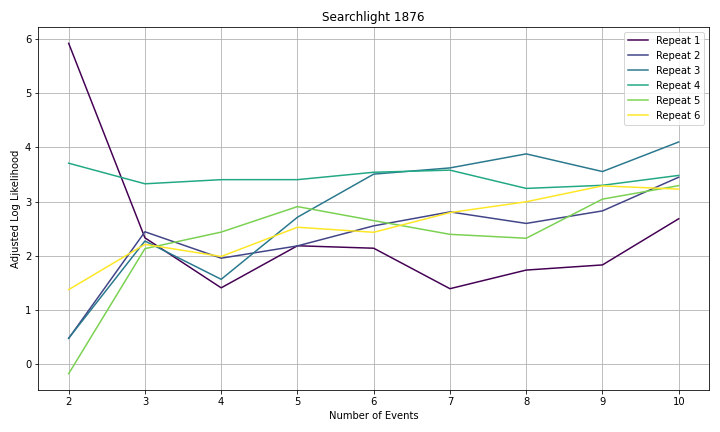 Searchlight 1876
Adjusted Log Likelihood
6
5
4
3
2
1
0
2 3 4 5 6 7 8 9 10
Number of Events
Repeat 1
Repeat 2
Repeat 3
Repeat 4
Repeat 5
Repeat 6